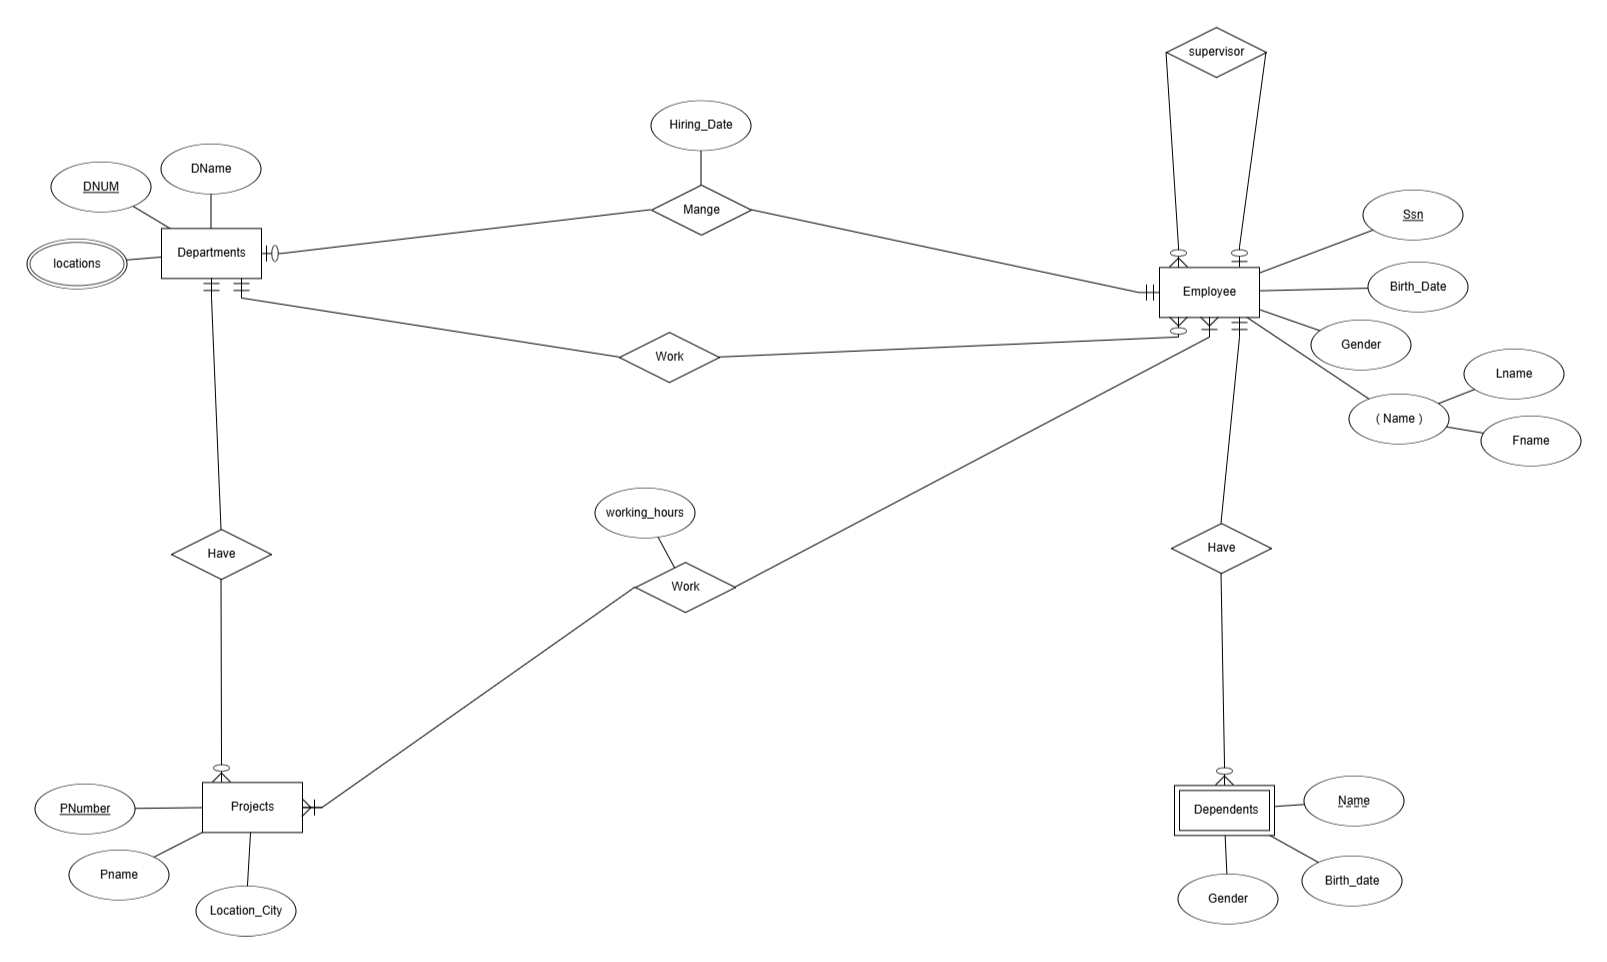 supervisor
Hiring_Date
DName
DNUM
Mange
Ssn
Departments
locations
Employee
Birth_Date
Gender
Work
Lname
( Name )
Fname
working_hours
Have
Have
Work
PNumber
Projects
Dependents
Name
Pname
Birth_date
Location_City
Gender